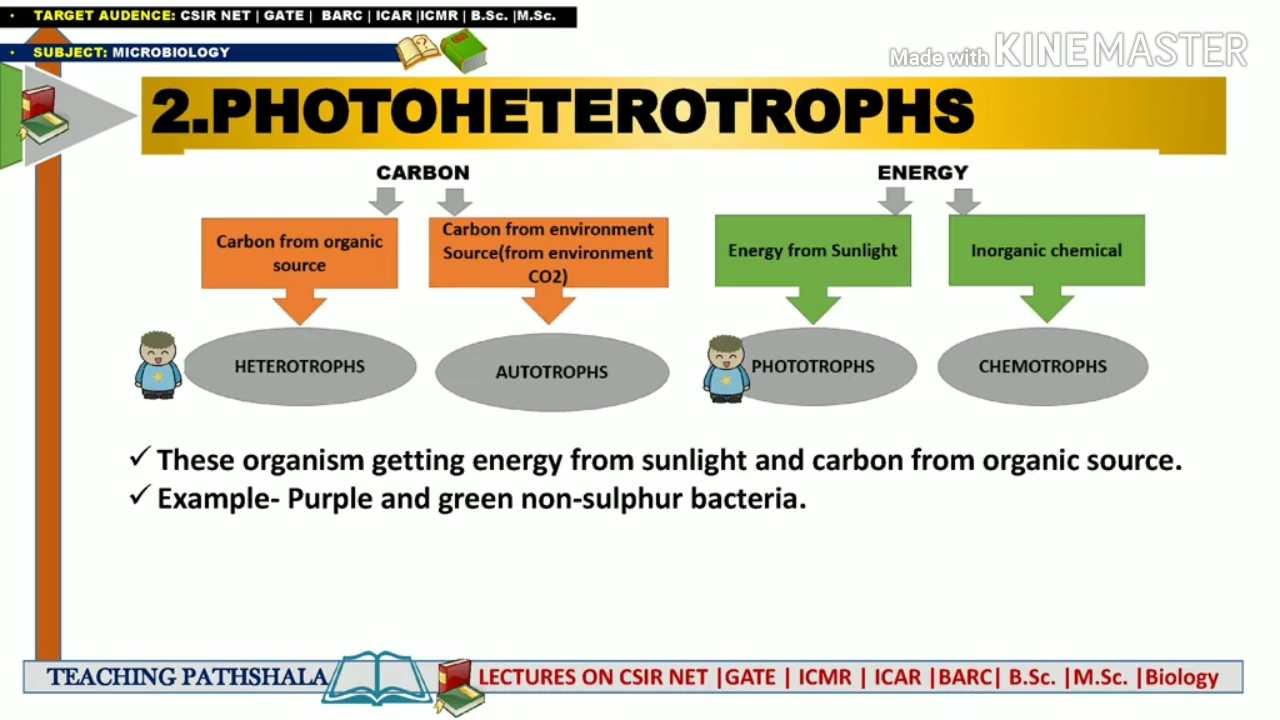 • TARGET AUDENCE: CSIR NET | GATE | BARC | ICAR |ICMR | B.Sc. |M.Sc.
• SUBJECT: MICROBIOLOGY
Made with KINEMASTER
2.PHOTOHETEROTROPHS
CARBON
ENERGY
Carbon from organic
source
Carbon from environment
Source(from environment
CO2)
Energy from Sunlight
Inorganic chemical
HETEROTROPHS
AUTOTROPHS
PHOTOTROPHS
CHEMOTROPHS
✓ These organism getting energy from sunlight and carbon from organic source.
✓ Example- Purple and green non-sulphur bacteria.
TEACHING PATHSHALA
LECTURES ON CSIR NET |GATE | ICMR | ICAR |BARC| B.Sc. |M.Sc. |Biology